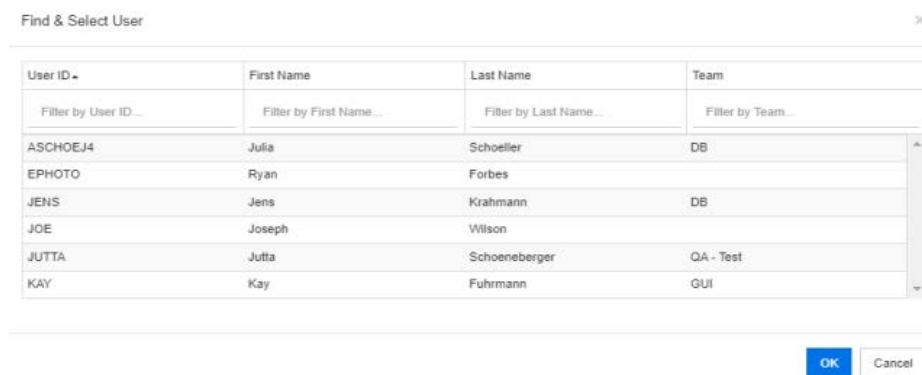 Find & Select User
User ID First Name Last Name Team
Filter by User ID... Filter by First Name... Filter by Last Name... Filter by Team...
ASCHOEJ4 Julia Schoeller DB
EPHOTO Ryan Forbes
JENS Jens Krahmann DB
JOE Joseph Wilson
JUTTA Jutta Schoeneberger QA - Test
KAY Kay Fuhrmann GUI
OK Cancel